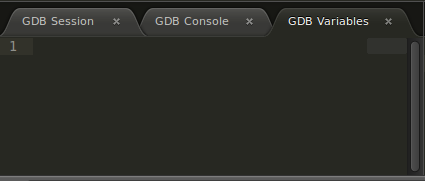 GDB Session × GDB Console × GDB Variables ×
1